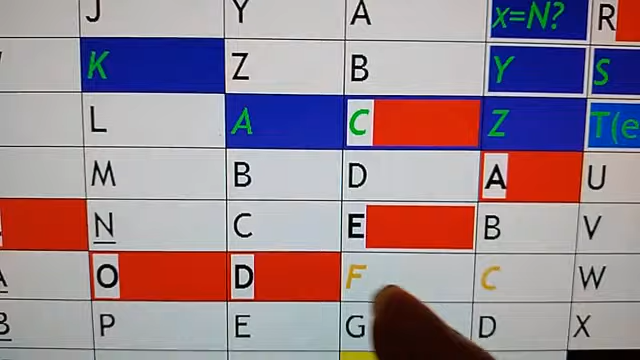 J Y A x=N? R
K Z B Y S
L A C Z T(e
M B D A U
N C E B V
A O D F C W
B P E G D X